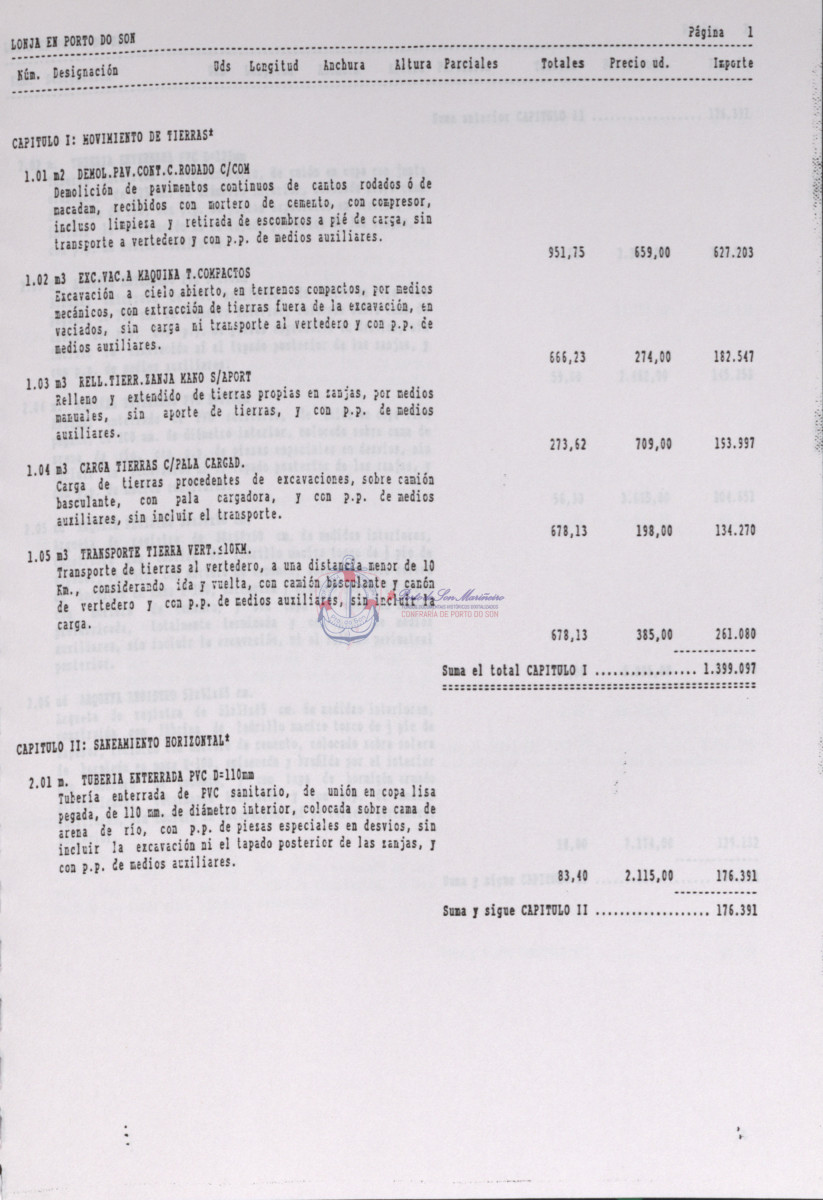 LONJA EN PORTO DO SON
Página 1
Núm. Designación Uds Longitud Anchura Altura Parciales Totales Precio ud. Importe
CAPITULO I: MOVIMIENTO DE TIERRAS*
1.01 m2 DEMOL.PAV.CONT.C.RODADO C/COM
Demolición de pavimentos continuos de cantos rodados ó de
macadam, recibidos con mortero de cemento, con compresor,
incluso limpieza y retirada de escombros a pié de carga, sin
transporte a vertedero y con p.p. de medios auxiliares.
951,75 659,00 627.203
1.02 m3 EXC.VAC.A MAQUINA T.COMPACTOS
Excavación a cielo abierto, en terrenos compactos, por medios
mecánicos, con extracción de tierras fuera de la excavación, en
vaciados, sin carga ni transporte al vertedero y con p.p. de
medios auxiliares.
666,23 274,00 182.547
1.03 m3 RELL.TIERR.ZANJA MANO S/APORT
Relleno y extendido de tierras propias en zanjas, por medios
manuales, sin aporte de tierras, y con p.p. de medios
auxiliares.
273,62 709,00 193.997
1.04 m3 CARGA TIERRAS C/PALA CARGAD.
Carga de tierras procedentes de excavaciones, sobre camión
basculante, con pala cargadora, y con p.p. de medios
auxiliares, sin incluir el transporte.
678,13 198,00 134.270
1.05 m3 TRANSPORTE TIERRA VERT.≤10KM.
Transporte de tierras al vertedero, a una distancia menor de 10
Km., considerando ida y vuelta, con camión basculante y canón
de vertedero y con p.p. de medios auxiliares, sin incluir la
carga.
678,13 385,00 261.080
Suma el total CAPITULO I ................. 1.399.097
CAPITULO II: SANEAMIENTO HORIZONTAL*
2.01 m. TUBERIA ENTERRADA PVC D=110mm
Tubería enterrada de PVC sanitario, de unión en copa lisa
pegada, de 110 mm. de diámetro interior, colocada sobre cama de
arena de río, con p.p. de piezas especiales en desvios, sin
incluir la excavación ni el tapado posterior de las zanjas, y
con p.p. de medios auxiliares.
83,40 2.115,00 176.391
Suma y sigue CAPITULO II ................... 176.391
Porto do Son Mariñeiro
CONFRARÍA DE PORTO DO SON